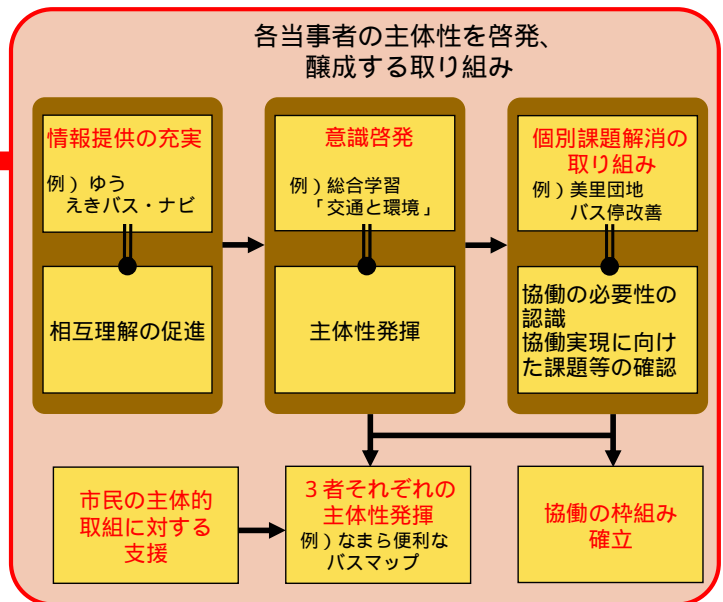 各当事者の主体性を啓発、
醸成する取り組み
情報提供の充実
例）ゆう
えきバス・ナビ
相互理解の促進
意識啓発
例）総合学習
「交通と環境」
主体性発揮
個別課題解消の
取り組み
例）美里団地
バス停改善
協働の必要性の
認識
協働実現に向け
た課題等の確認
市民の主体的
取組に対する
支援
３者それぞれの
主体性発揮
例）なまら便利な
バスマップ
協働の枠組み
確立